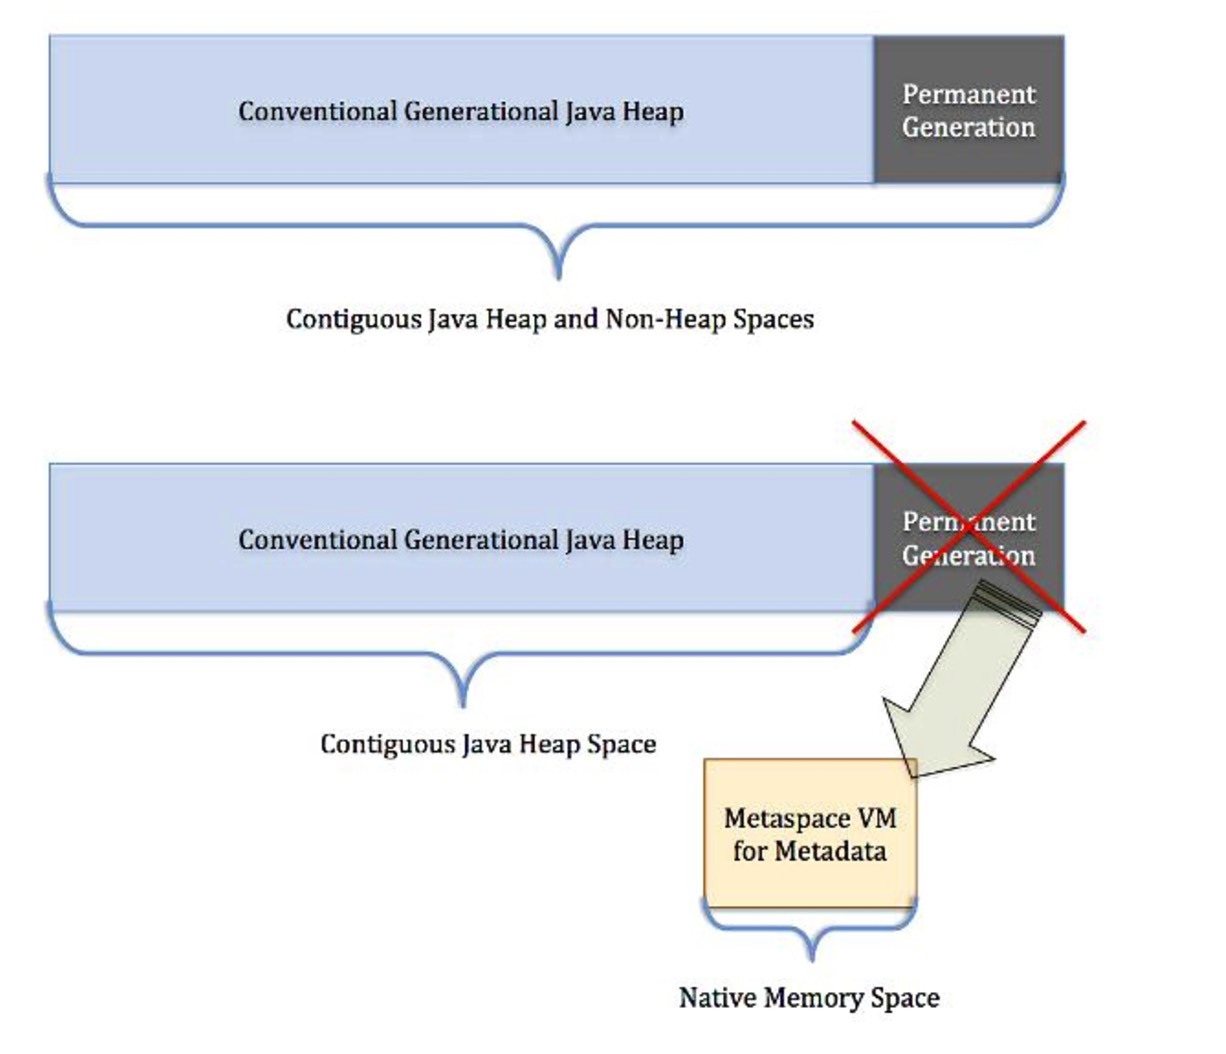 Conventional Generational Java Heap
Permanent
Generation
Contiguous Java Heap and Non-Heap Spaces
Conventional Generational Java Heap
Permanent
Generation
Contiguous Java Heap Space
Metaspace VM
for Metadata
Native Memory Space